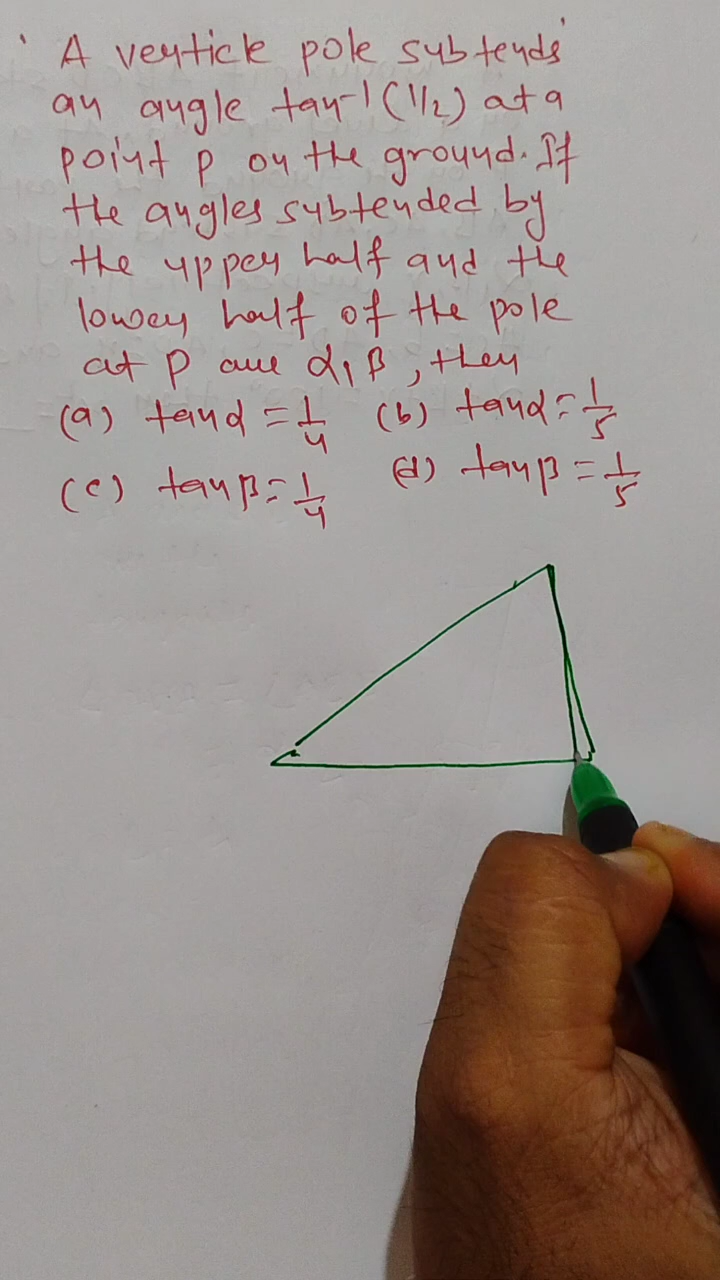 A vertick pole subtends
an angle tan-1 (1/2) at a
point p on the ground. If
the angles subtended by
the upper half and the
lower half of the pole
at p are α, β, then
(a) tanα = 1/4 (b) tanα = 1/5
(c) tanβ = 1/4 (d) tanβ = 1/5